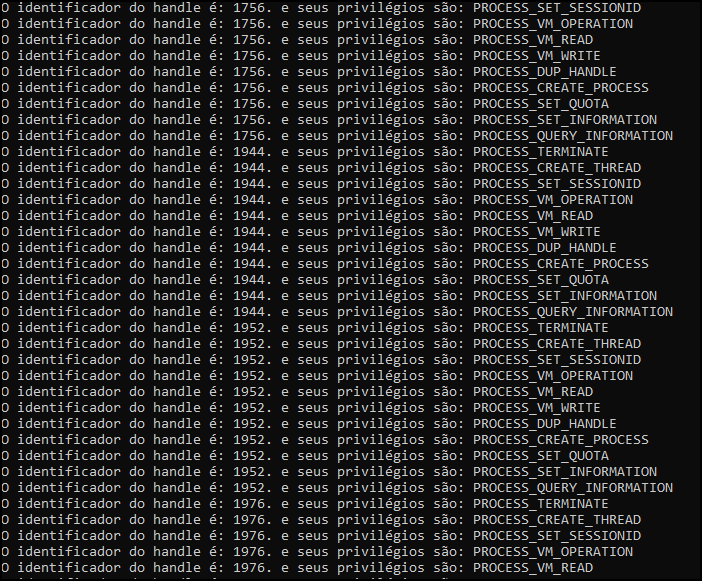 O identificador do handle é: 1756. e seus privilégios são: PROCESS_SET_SESSIONID
O identificador do handle é: 1756. e seus privilégios são: PROCESS_VM_OPERATION
O identificador do handle é: 1756. e seus privilégios são: PROCESS_VM_READ
O identificador do handle é: 1756. e seus privilégios são: PROCESS_VM_WRITE
O identificador do handle é: 1756. e seus privilégios são: PROCESS_DUP_HANDLE
O identificador do handle é: 1756. e seus privilégios são: PROCESS_CREATE_PROCESS
O identificador do handle é: 1756. e seus privilégios são: PROCESS_SET_QUOTA
O identificador do handle é: 1756. e seus privilégios são: PROCESS_SET_INFORMATION
O identificador do handle é: 1756. e seus privilégios são: PROCESS_QUERY_INFORMATION
O identificador do handle é: 1944. e seus privilégios são: PROCESS_TERMINATE
O identificador do handle é: 1944. e seus privilégios são: PROCESS_CREATE_THREAD
O identificador do handle é: 1944. e seus privilégios são: PROCESS_SET_SESSIONID
O identificador do handle é: 1944. e seus privilégios são: PROCESS_VM_OPERATION
O identificador do handle é: 1944. e seus privilégios são: PROCESS_VM_READ
O identificador do handle é: 1944. e seus privilégios são: PROCESS_VM_WRITE
O identificador do handle é: 1944. e seus privilégios são: PROCESS_DUP_HANDLE
O identificador do handle é: 1944. e seus privilégios são: PROCESS_CREATE_PROCESS
O identificador do handle é: 1944. e seus privilégios são: PROCESS_SET_QUOTA
O identificador do handle é: 1944. e seus privilégios são: PROCESS_SET_INFORMATION
O identificador do handle é: 1944. e seus privilégios são: PROCESS_QUERY_INFORMATION
O identificador do handle é: 1952. e seus privilégios são: PROCESS_TERMINATE
O identificador do handle é: 1952. e seus privilégios são: PROCESS_CREATE_THREAD
O identificador do handle é: 1952. e seus privilégios são: PROCESS_SET_SESSIONID
O identificador do handle é: 1952. e seus privilégios são: PROCESS_VM_OPERATION
O identificador do handle é: 1952. e seus privilégios são: PROCESS_VM_READ
O identificador do handle é: 1952. e seus privilégios são: PROCESS_VM_WRITE
O identificador do handle é: 1952. e seus privilégios são: PROCESS_DUP_HANDLE
O identificador do handle é: 1952. e seus privilégios são: PROCESS_CREATE_PROCESS
O identificador do handle é: 1952. e seus privilégios são: PROCESS_SET_QUOTA
O identificador do handle é: 1952. e seus privilégios são: PROCESS_SET_INFORMATION
O identificador do handle é: 1952. e seus privilégios são: PROCESS_QUERY_INFORMATION
O identificador do handle é: 1976. e seus privilégios são: PROCESS_TERMINATE
O identificador do handle é: 1976. e seus privilégios são: PROCESS_CREATE_THREAD
O identificador do handle é: 1976. e seus privilégios são: PROCESS_SET_SESSIONID
O identificador do handle é: 1976. e seus privilégios são: PROCESS_VM_OPERATION
O identificador do handle é: 1976. e seus privilégios são: PROCESS_VM_READ